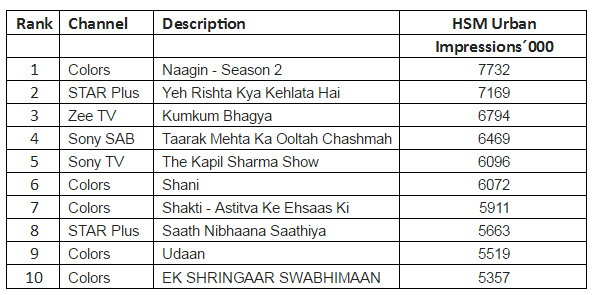 Rank Channel Description HSM Urban
Impressions´000
1 Colors Naagin - Season 2 7732
2 STAR Plus Yeh Rishta Kya Kehlata Hai 7169
3 Zee TV Kumkum Bhagya 6794
4 Sony SAB Taarak Mehta Ka Ooltah Chashmah 6469
5 Sony TV The Kapil Sharma Show 6096
6 Colors Shani 6072
7 Colors Shakti - Astitva Ke Ehsaas Ki 5911
8 STAR Plus Saath Nibhaana Saathiya 5663
9 Colors Udaan 5519
10 Colors EK SHRINGAAR SWABHIMAAN 5357